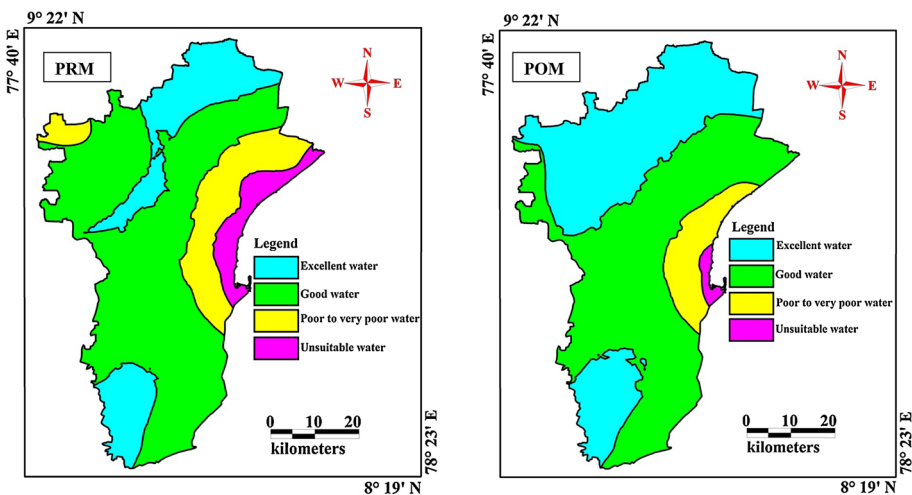 9° 22' N
77° 40' E
PRM
N
W E
S
Legend
Excellent water
Good water
Poor to very poor water
Unsuitable water
0 10 20
kilometers
78° 23' E
8° 19' N
9° 22' N
77° 40' E
POM
N
W E
S
Legend
Excellent water
Good water
Poor to very poor water
Unsuitable water
0 10 20
kilometers
78° 23' E
8° 19' N